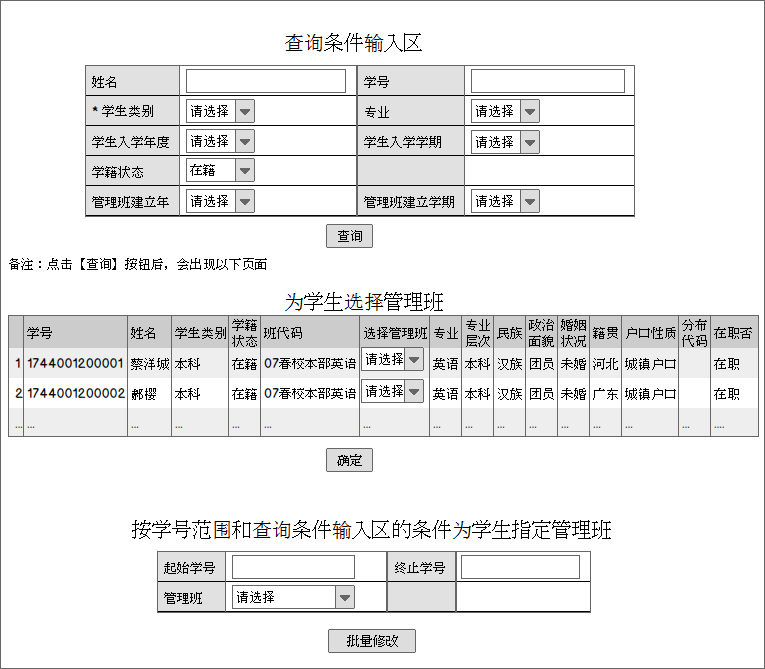 查询条件输入区
姓名 学号
* 学生类别 请选择 专业 请选择
学生入学年度 请选择 学生入学学期 请选择
学籍状态 在籍
管理班建立年 请选择 管理班建立学期 请选择
查询
备注：点击【查询】按钮后，会出现以下页面
为学生选择管理班
学号 姓名 学生类别 学籍状态 班代码 选择管理班 专业 专业层次 民族 政治面貌 婚姻状况 籍贯 户口性质 分布代码 在职否
1 1744001200001 蔡洋城 本科 在籍 07春校本部英语 请选择 英语 本科 汉族 团员 未婚 河北 城镇户口 在职
2 1744001200002 郝樱 本科 在籍 07春校本部英语 请选择 英语 本科 汉族 团员 未婚 广东 城镇户口 在职
... ... ... ... ... ... ... ... ... ... ... ... ... ... ... ....
确定
按学号范围和查询条件输入区的条件为学生指定管理班
起始学号 终止学号
管理班 请选择
批量修改